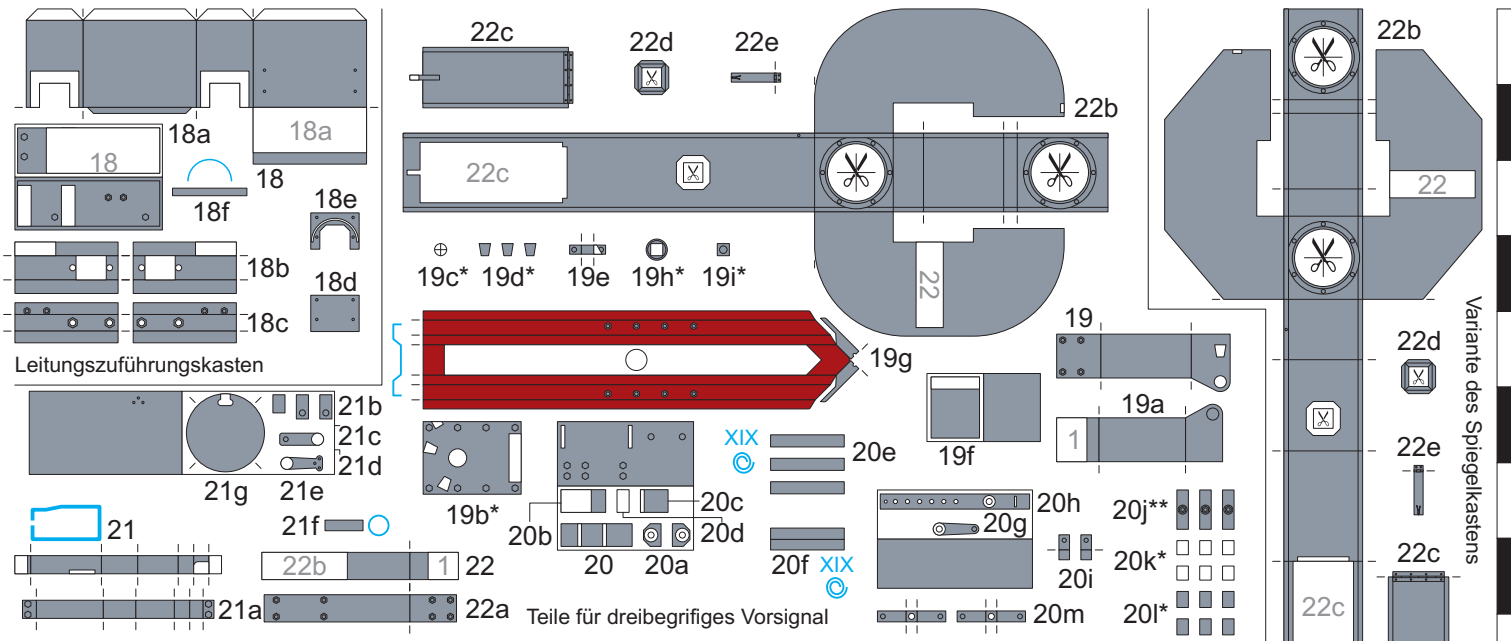 22c
22d
22e
22b
22b
18a
18a
18
18
18f
18e
22c
22
22
18b
18d
19c*
19d*
19e
19h*
19i*
18c
Leitungszuführungskasten
19g
19
22d
Variante des Spiegelkastens
21b
21c
21d
21g
21e
19a
1
19f
XIX
20e
22e
19b*
20c
20b
20d
20h
20g
20j**
21
21f
20
20a
20f
XIX
20i
20k*
22c
22b
1
22
21a
22a
Teile für dreibegrifiges Vorsignal
20m
20l*
22c